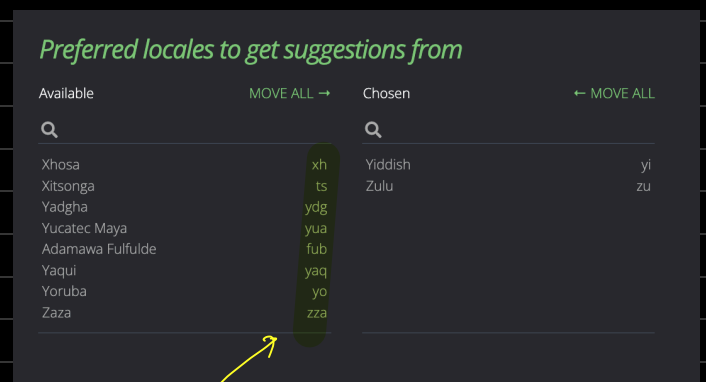 Preferred locales to get suggestions from
Available MOVE ALL → Chosen ← MOVE ALL
Xhosa xh Yiddish yi
Xitsonga ts Zulu zu
Yadgha ydg
Yucatec Maya yua
Adamawa Fulfulde fub
Yaqui yaq
Yoruba yo
Zaza zza